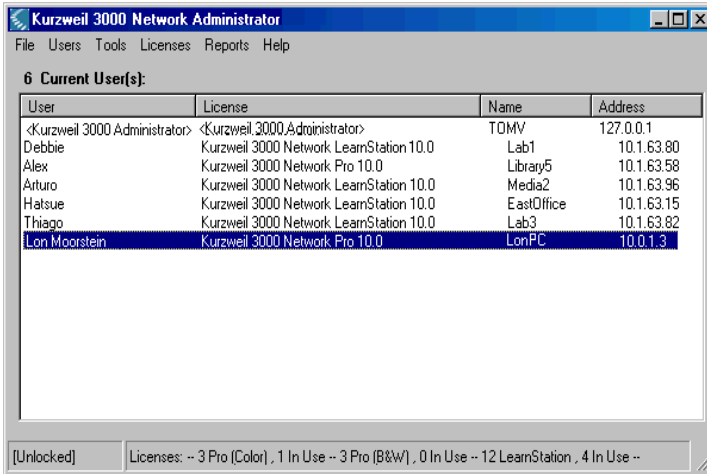 Kurzweil 3000 Network Administrator
File Users Tools Licenses Reports Help
6 Current User(s):
User License Name Address
<Kurzweil 3000 Administrator> <Kurzweil 3000 Administrator> TOMV 127.0.0.1
Debbie Kurzweil 3000 Network LearnStation 10.0 Lab1 10.1.63.80
Alex Kurzweil 3000 Network Pro 10.0 Library5 10.1.63.58
Arturo Kurzweil 3000 Network LearnStation 10.0 Media2 10.1.63.96
Hatsue Kurzweil 3000 Network LearnStation 10.0 EastOffice 10.1.63.15
Thiago Kurzweil 3000 Network LearnStation 10.0 Lab3 10.1.63.82
Lon Moorstein Kurzweil 3000 Network Pro 10.0 LonPC 10.0.1.3
[Unlocked] Licenses: -- 3 Pro (Color) , 1 In Use -- 3 Pro (B&W) , 0 In Use -- 12 LearnStation , 4 In Use --